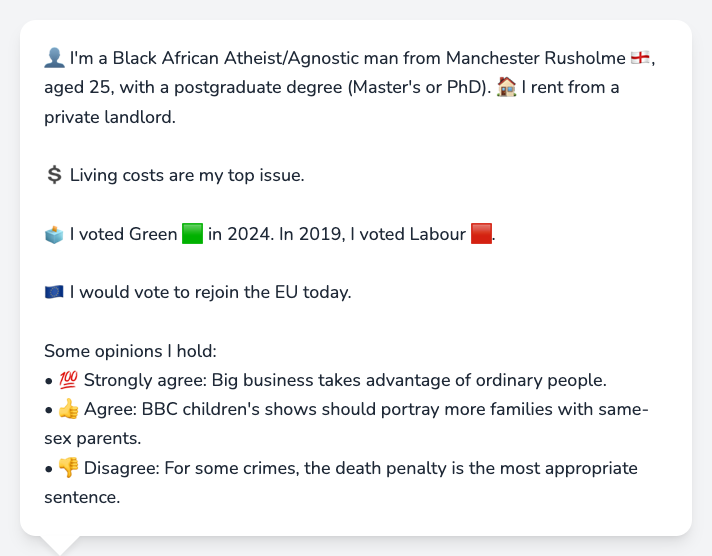 👤 I'm a Black African Atheist/Agnostic man from Manchester Rusholme 🏴󠁧󠁢󠁥󠁮󠁧󠁿,
aged 25, with a postgraduate degree (Master's or PhD). 🏠 I rent from a
private landlord.
💲 Living costs are my top issue.
🗳️ I voted Green 🟩 in 2024. In 2019, I voted Labour 🟥.
🇪🇺 I would vote to rejoin the EU today.
Some opinions I hold:
• 💯 Strongly agree: Big business takes advantage of ordinary people.
• 👍 Agree: BBC children's shows should portray more families with same-
sex parents.
• 👎 Disagree: For some crimes, the death penalty is the most appropriate
sentence.